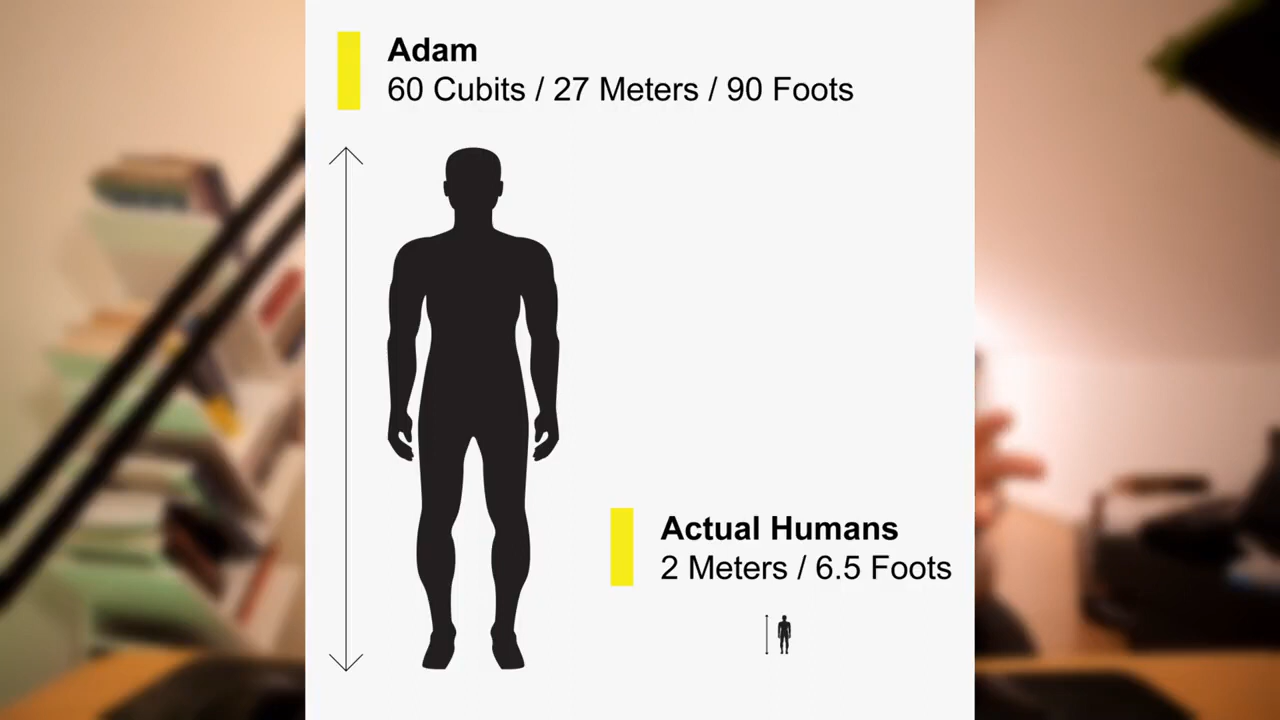 Adam
60 Cubits / 27 Meters / 90 Foots
Actual Humans
2 Meters / 6.5 Foots